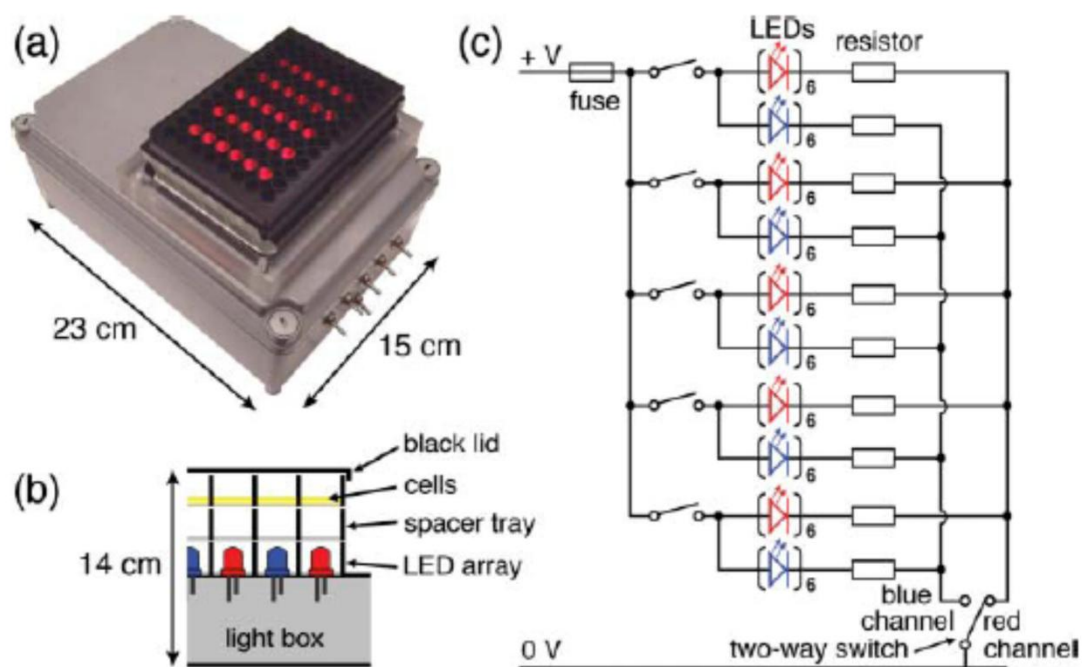 (a)
23 cm
15 cm
(b)
black lid
cells
spacer tray
LED array
14 cm
light box
(c)
LEDs
resistor
+ V
fuse
6
6
6
6
6
6
6
6
6
6
blue
channel
red
channel
two-way switch
0 V